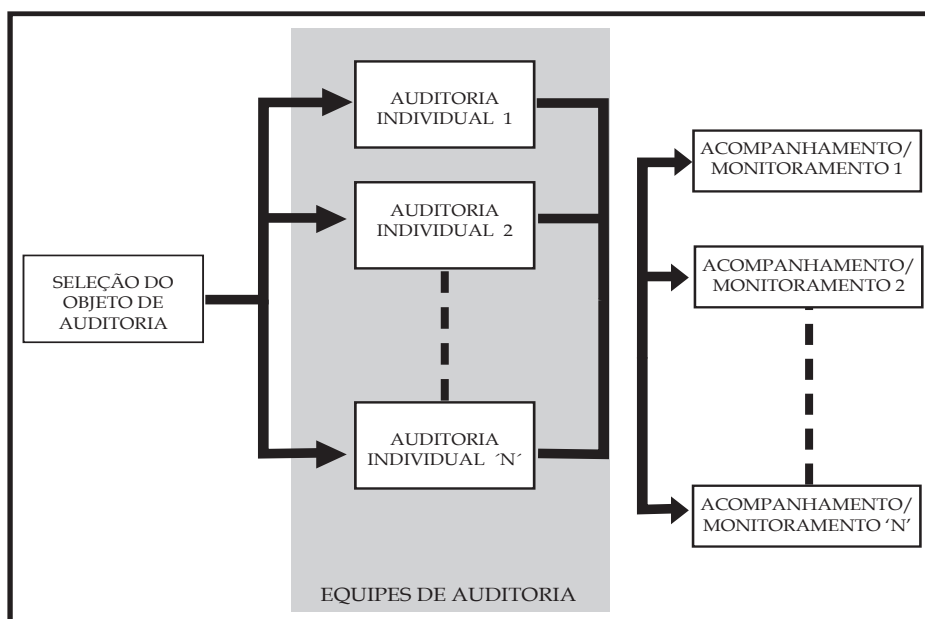 SELEÇÃO DO
OBJETO DE
AUDITORIA
AUDITORIA
INDIVIDUAL 1
AUDITORIA
INDIVIDUAL 2
AUDITORIA
INDIVIDUAL ´N´
EQUIPES DE AUDITORIA
ACOMPANHAMENTO/
MONITORAMENTO 1
ACOMPANHAMENTO/
MONITORAMENTO 2
ACOMPANHAMENTO/
MONITORAMENTO ‘N’